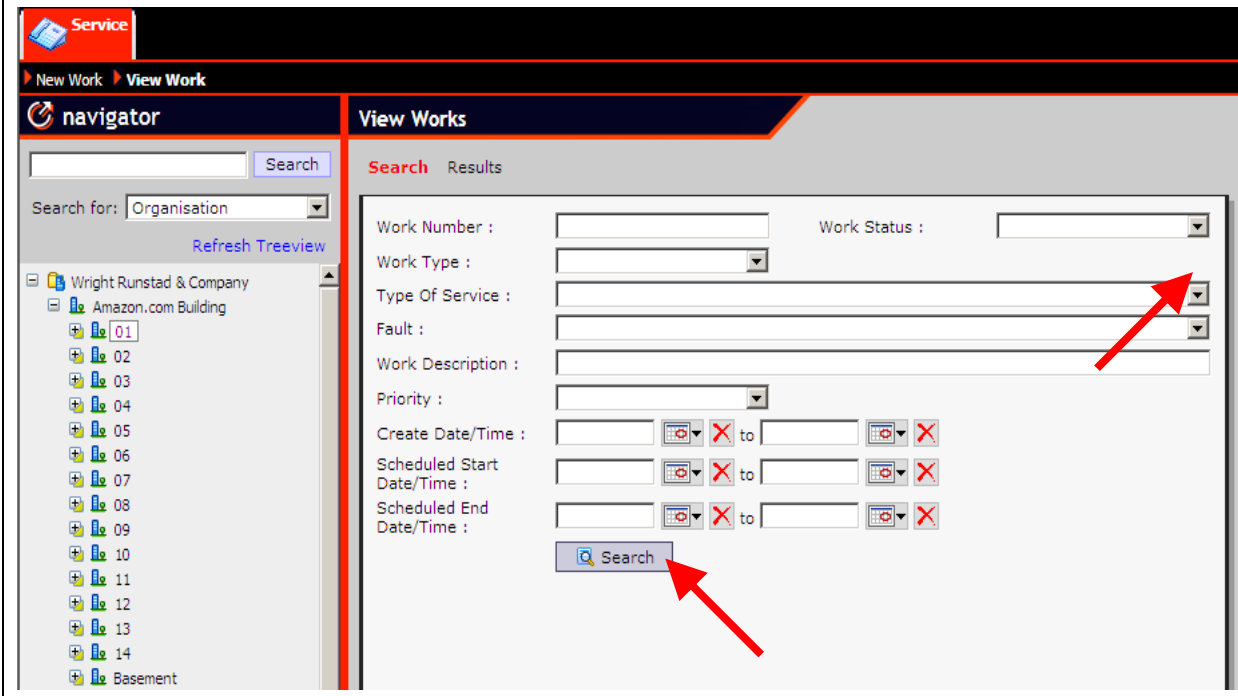 Service
New Work View Work
navigator
Search
Search for: Organisation
Refresh Treeview
Wright Runstad & Company
Amazon.com Building
01
02
03
04
05
06
07
08
09
10
11
12
13
14
Basement
View Works
Search Results
Work Number : Work Status :
Work Type :
Type Of Service :
Fault :
Work Description :
Priority :
Create Date/Time : to
Scheduled Start
Date/Time : to
Scheduled End
Date/Time : to
Search